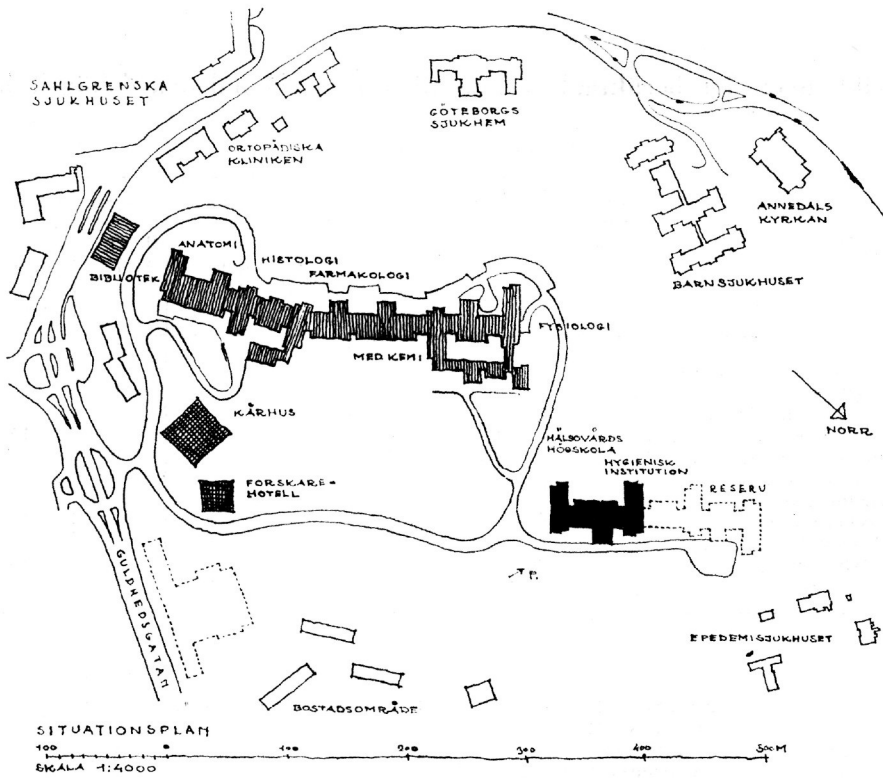 SAHLGRENSKA
SJUKHUSET
GÖTEBORGS
SJUKHEM
ORTOPÄDISKA
KLINIKEN
ANNEDALS
KYRKAN
BARNSJUKHUSET
ANATOMI
HISTOLOGI
FARMAKOLOGI
BIBLIOTEK
FYSIOLOGI
MED. KEMI
KÅRHUS
NORR
HÄLSOVÅRDS
HÖGSKOLA
HYGIENISK
INSTITUTION
RESERV
FORSKARE-
HOTELL
GULDHEDSGATAN
P.
EPEDEMISJUKHUSET
BOSTADSOMRÅDE
SITUATIONSPLAN
100 0 100 200 300 400 500 M
SKALA 1:4000